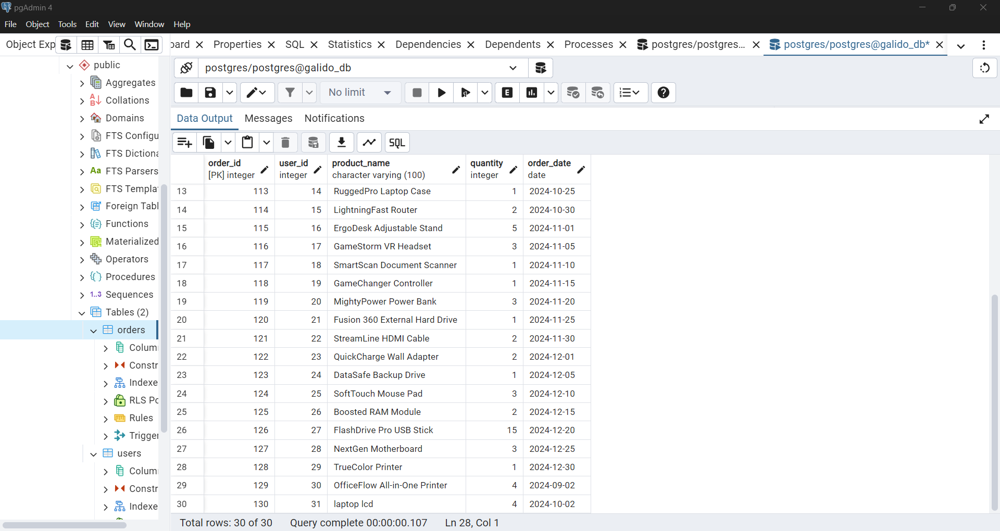 pgAdmin 4
File Object Tools Edit View Window Help
Object Exp
oard Properties SQL Statistics Dependencies Dependents Processes postgres/postgres... postgres/postgres@galido_db*
postgres/postgres@galido_db
No limit
Data Output Messages Notifications
SQL
public
Aggregates
Collations
Domains
FTS Configu
FTS Dictiona
FTS Parsers
FTS Templa
Foreign Tabl
Functions
Materialized
Operators
Procedures
1..3 Sequences
Tables (2)
orders
Colum
Constr
Indexe
RLS Po
Rules
Trigger
users
Colum
Constr
Indexe
order_id user_id product_name quantity order_date
[PK] integer integer character varying (100) integer date
13 113 14 RuggedPro Laptop Case 1 2024-10-25
14 114 15 LightningFast Router 2 2024-10-30
15 115 16 ErgoDesk Adjustable Stand 5 2024-11-01
16 116 17 GameStorm VR Headset 3 2024-11-05
17 117 18 SmartScan Document Scanner 1 2024-11-10
18 118 19 GameChanger Controller 1 2024-11-15
19 119 20 MightyPower Power Bank 3 2024-11-20
20 120 21 Fusion 360 External Hard Drive 1 2024-11-25
21 121 22 StreamLine HDMI Cable 2 2024-11-30
22 122 23 QuickCharge Wall Adapter 2 2024-12-01
23 123 24 DataSafe Backup Drive 1 2024-12-05
24 124 25 SoftTouch Mouse Pad 3 2024-12-10
25 125 26 Boosted RAM Module 2 2024-12-15
26 126 27 FlashDrive Pro USB Stick 15 2024-12-20
27 127 28 NextGen Motherboard 3 2024-12-25
28 128 29 TrueColor Printer 1 2024-12-30
29 129 30 OfficeFlow All-in-One Printer 4 2024-09-02
30 130 31 laptop lcd 4 2024-10-02
Total rows: 30 of 30 Query complete 00:00:00.107 Ln 28, Col 1